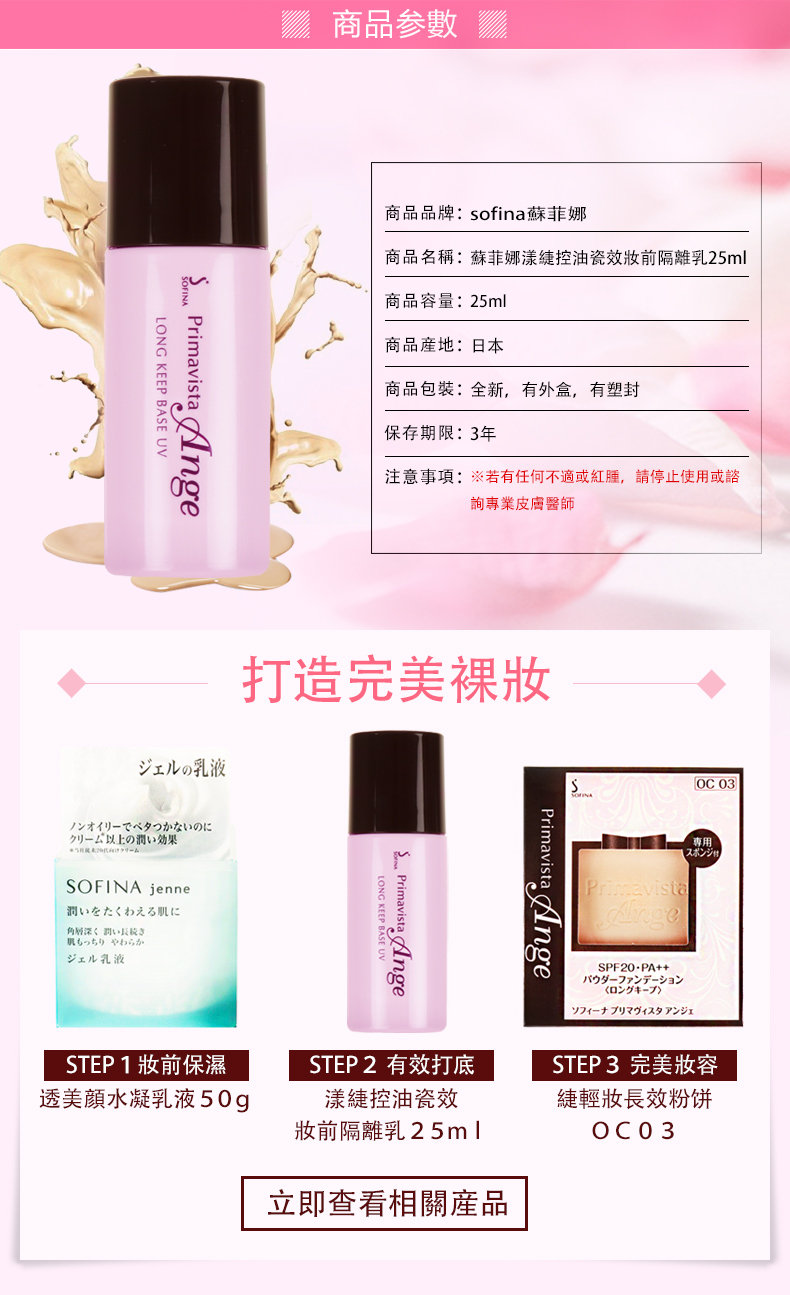 商品参數
商品品牌：sofina蘇菲娜
商品名稱：蘇菲娜漾緁控油瓷效妝前隔離乳25ml
商品容量：25ml
商品産地：日本
商品包裝：全新，有外盒，有塑封
保存期限：3年
注意事項：※若有任何不適或紅腫，請停止使用或諮
詢專業皮膚醫師
SOFINA
Primavista Ange
LONG KEEP BASE UV
打造完美裸妝
ジェルの乳液
ノンオイリーでベタつかないのに
クリーム以上の潤い効果
SOFINA jenne
潤いをたくわえる肌に
角層深く 潤い長続き
肌もっちり やわらか
ジェル乳液
SOFINA
Primavista Ange
LONG KEEP BASE UV
SOFINA
OC 03
Primavista Ange
専用
スポンジ付
Primavista
Ange
SPF20・PA++
パウダーファンデーション
〈ロングキープ〉
ソフィーナ プリマヴィスタ アンジェ
STEP 1 妝前保濕
透美顔水凝乳液50g
STEP 2 有效打底
漾緁控油瓷效
妝前隔離乳25ml
STEP 3 完美妝容
緁輕妝長效粉饼
OC03
立即查看相關産品